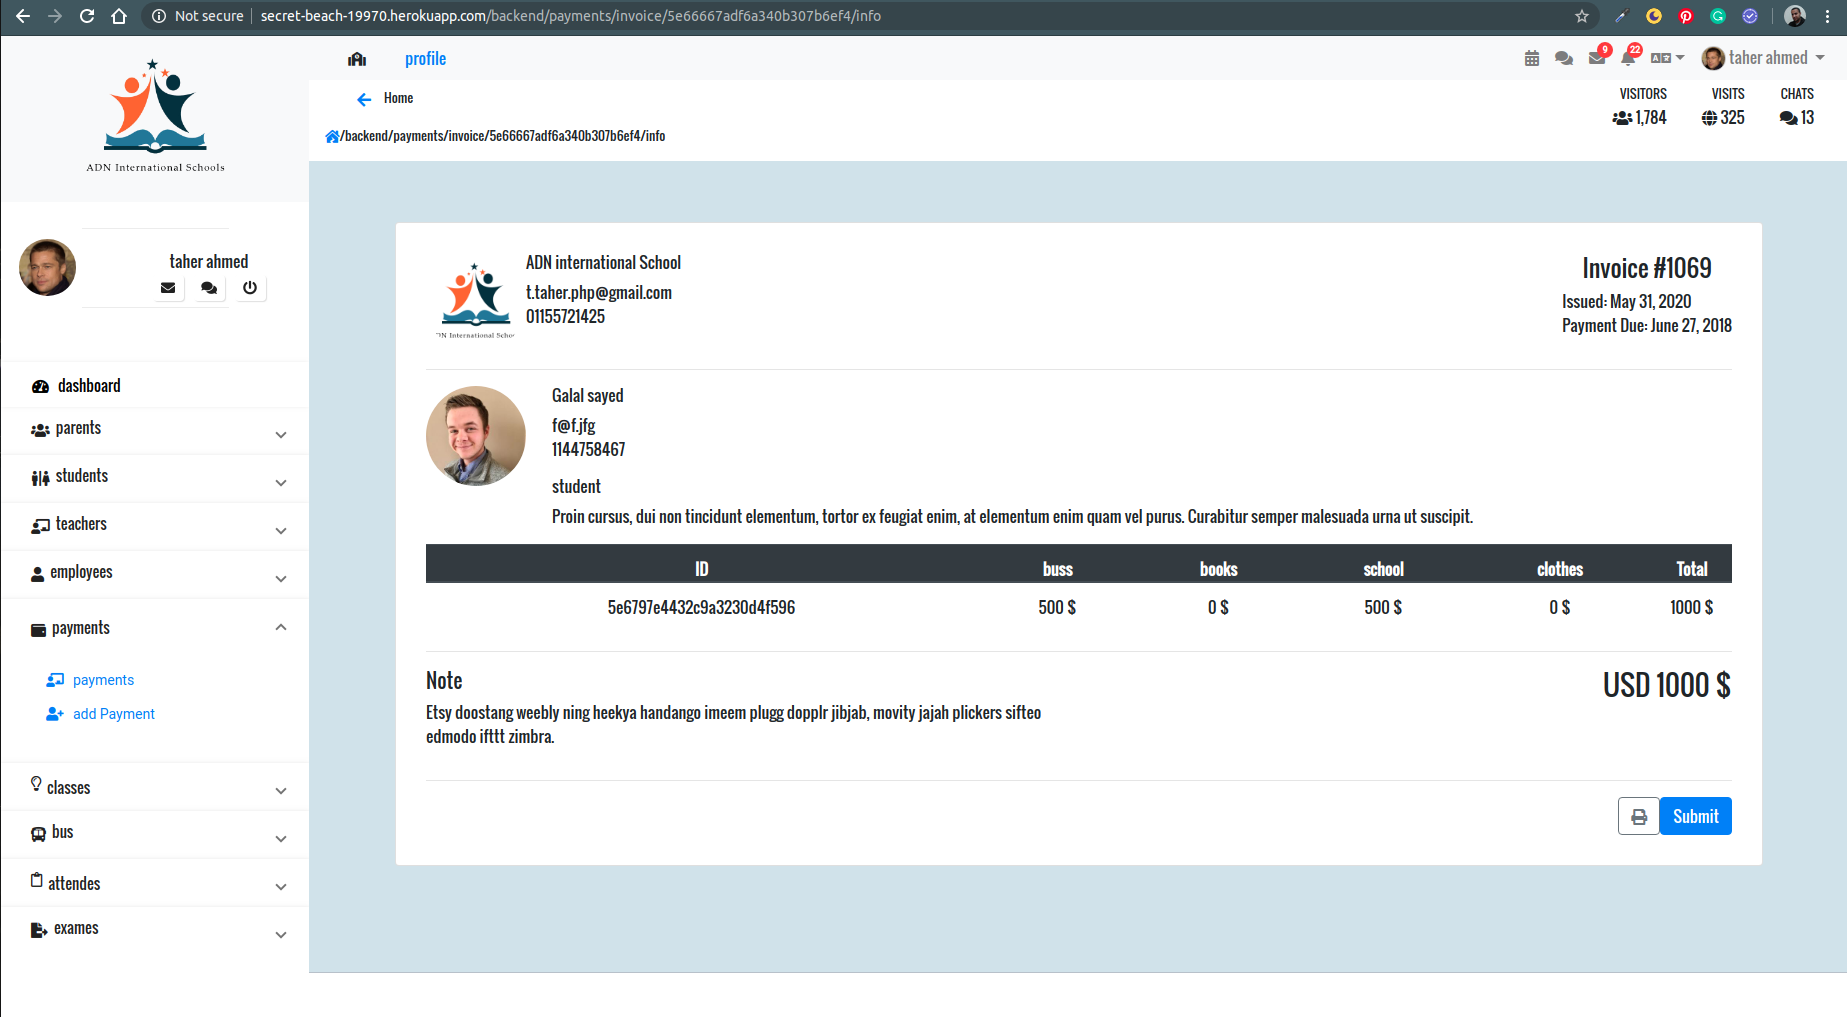 Not secure secret-beach-19970.herokuapp.com/backend/payments/invoice/5e66667adf6a340b307b6ef4/info
profile
9
22
taher ahmed
ADN International Schools
Home
/backend/payments/invoice/5e66667adf6a340b307b6ef4/info
VISITORS VISITS CHATS
1,784 325 13
taher ahmed
dashboard
parents
students
teachers
employees
payments
payments
add Payment
classes
bus
attendes
exames
ADN international School
t.taher.php@gmail.com
01155721425
Invoice #1069
Issued: May 31, 2020
Payment Due: June 27, 2018
Galal sayed
f@f.jfg
1144758467
student
Proin cursus, dui non tincidunt elementum, tortor ex feugiat enim, at elementum enim quam vel purus. Curabitur semper malesuada urna ut suscipit.
ID buss books school clothes Total
5e6797e4432c9a3230d4f596 500 $ 0 $ 500 $ 0 $ 1000 $
Note
USD 1000 $
Etsy doostang weebly ning heekya handango imeem plugg dopplr jibjab, movity jajah plickers sifteo
edmodo ifttt zimbra.
Submit